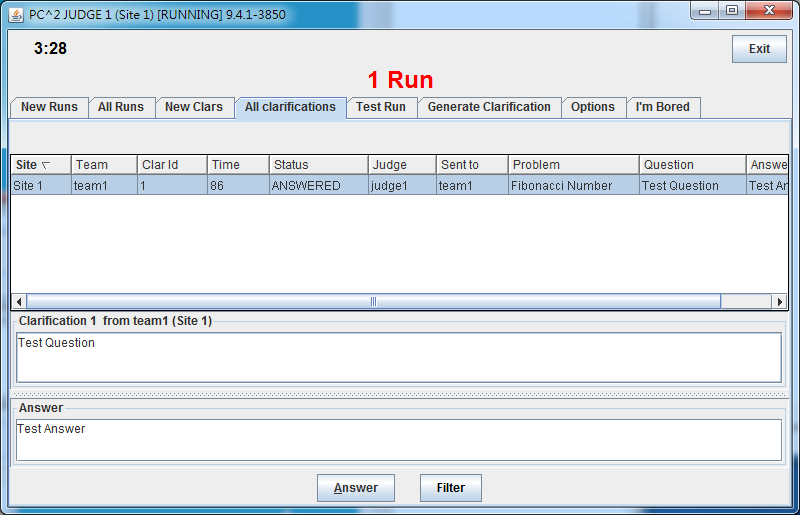 PC^2 JUDGE 1 (Site 1) [RUNNING] 9.4.1-3850
3:28
Exit
1 Run
New Runs All Runs New Clars All clarifications Test Run Generate Clarification Options I'm Bored
Site Team Clar Id Time Status Judge Sent to Problem Question Answe
Site 1 team1 1 86 ANSWERED judge1 team1 Fibonacci Number Test Question Test An
Clarification 1 from team1 (Site 1)
Test Question
Answer
Test Answer
Answer Filter